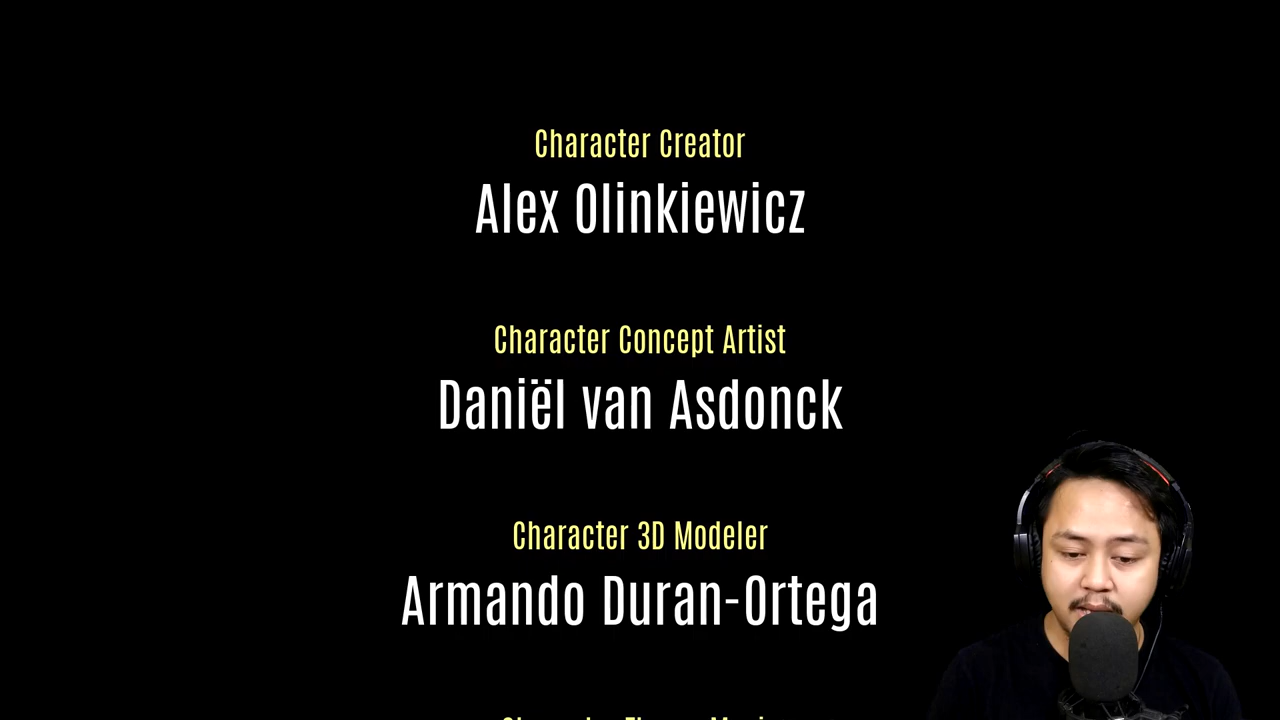 Character Creator
Alex Olinkiewicz
Character Concept Artist
Daniël van Asdonck
Character 3D Modeler
Armando Duran-Ortega